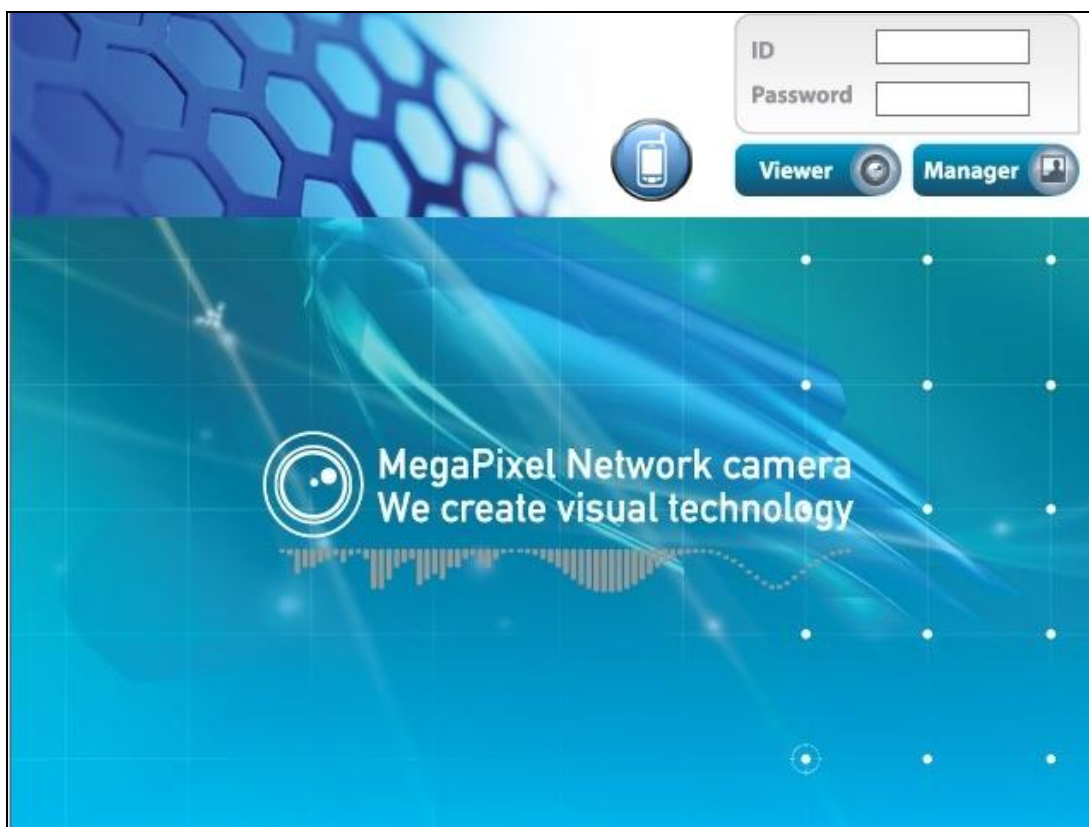 ID
Password
Viewer
Manager
MegaPixel Network camera
We create visual technology